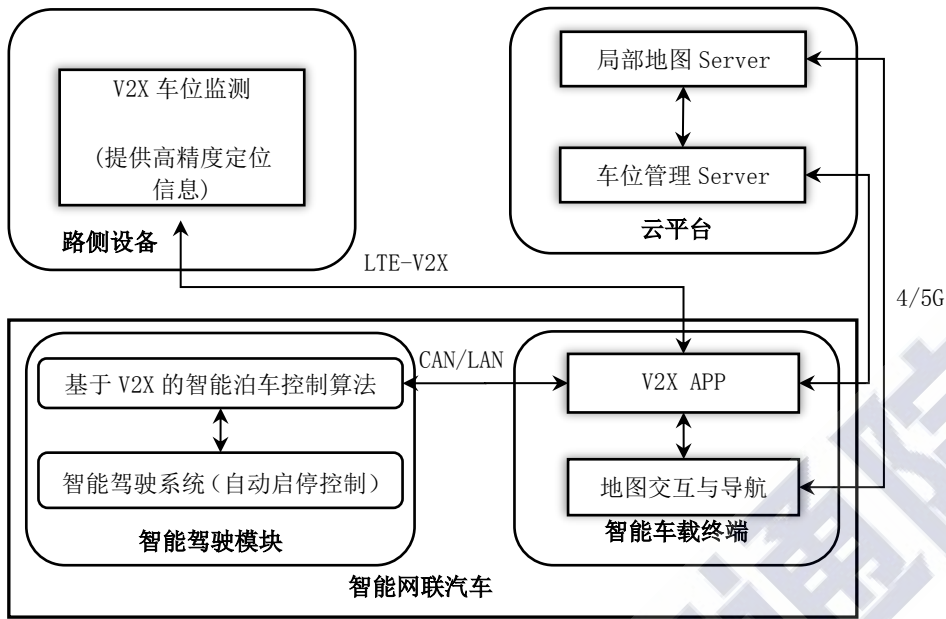 V2X 车位监测
(提供高精度定位
信息)
路侧设备
局部地图 Server
车位管理 Server
云平台
LTE-V2X
4/5G
CAN/LAN
基于 V2X 的智能泊车控制算法
智能驾驶系统(自动启停控制)
智能驾驶模块
V2X APP
地图交互与导航
智能车载终端
智能网联汽车